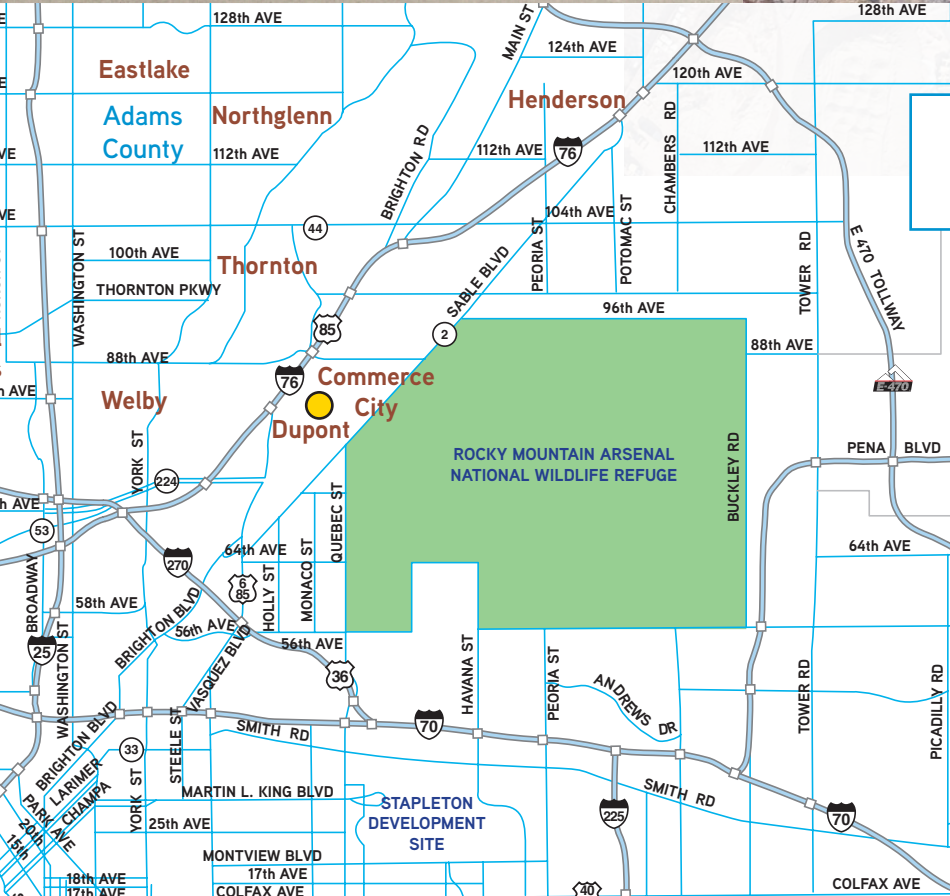 128th AVE
MAIN ST
128th AVE
124th AVE
Eastlake
120th AVE
Adams
County
Northglenn
Henderson
CHAMBERS RD
112th AVE
BRIGHTON RD
112th AVE
76
112th AVE
104th AVE
44
PEORIA ST
POTOMAC ST
TOWER RD
E 470 TOLLWAY
WASHINGTON ST
100th AVE
Thornton
SABLE BLVD
THORNTON PKWY
96th AVE
85
2
88th AVE
88th AVE
76
Commerce
City
E-470
AVE
Welby
Dupont
YORK ST
ROCKY MOUNTAIN ARSENAL
NATIONAL WILDLIFE REFUGE
BUCKLEY RD
PENA BLVD
224
QUEBEC ST
53
64th AVE
64th AVE
270
6
85
HOLLY ST
MONACO ST
BROADWAY
58th AVE
BRIGHTON BLVD
56th AVE
56th AVE
25
WASHINGTON ST
VASQUEZ BLVD
36
HAVANA ST
PEORIA ST
ANDREWS DR
TOWER RD
PICADILLY RD
BRIGHTON BLVD
STEELE ST
SMITH RD
70
33
LARIMER
CHAMPA
YORK ST
MARTIN L. KING BLVD
SMITH RD
PARK AVE
20th
15th
25th AVE
STAPLETON
DEVELOPMENT
SITE
225
70
MONTVIEW BLVD
18th AVE
17th AVE
17th AVE
COLFAX AVE
40
COLFAX AVE